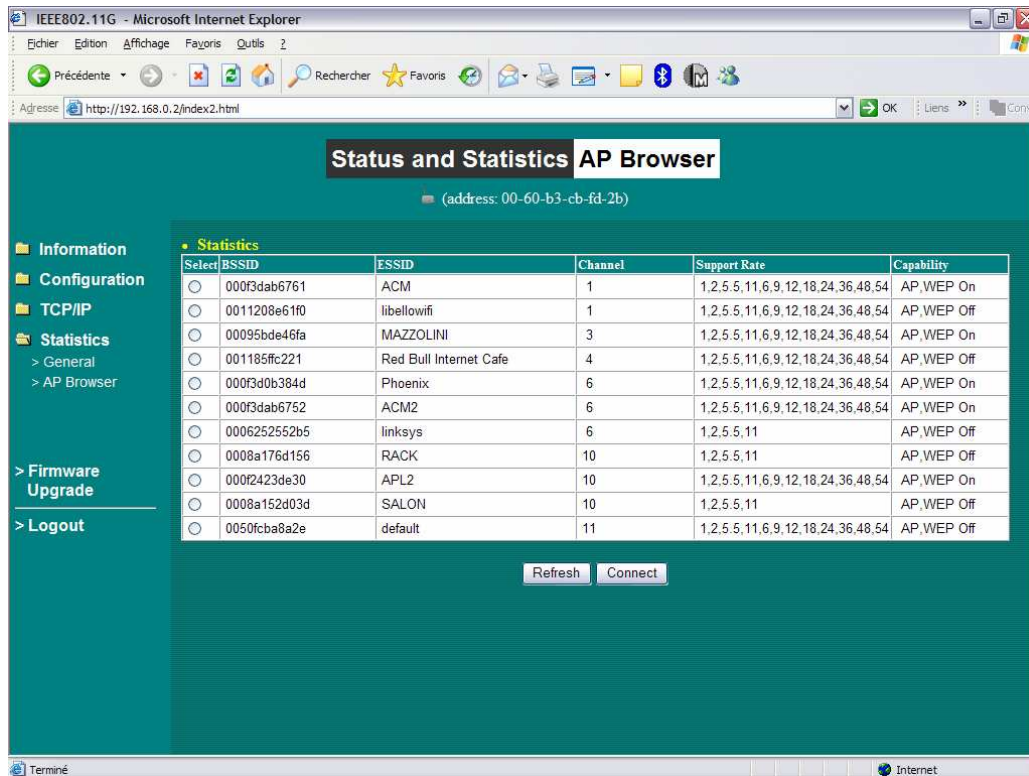 IEEE802.11G - Microsoft Internet Explorer
Fichier Edition Affichage Favoris Outils ?
Précédente Rechercher Favoris
Adresse http://192.168.0.2/index2.html OK Liens »
Status and Statistics AP Browser
(address: 00-60-b3-cb-fd-2b)
Information
Configuration
TCP/IP
Statistics
> General
> AP Browser
> Firmware
Upgrade
> Logout
• Statistics
Select BSSID ESSID Channel Support Rate Capability
000f3dab6761 ACM 1 1,2,5.5,11,6,9,12,18,24,36,48,54 AP,WEP On
0011208e61f0 libellowifi 1 1,2,5.5,11,6,9,12,18,24,36,48,54 AP,WEP Off
00095bde46fa MAZZOLINI 3 1,2,5.5,11,6,9,12,18,24,36,48,54 AP,WEP On
001185ffc221 Red Bull Internet Cafe 4 1,2,5.5,11,6,9,12,18,24,36,48,54 AP,WEP Off
000f3d0b384d Phoenix 6 1,2,5.5,11,6,9,12,18,24,36,48,54 AP,WEP On
000f3dab6752 ACM2 6 1,2,5.5,11,6,9,12,18,24,36,48,54 AP,WEP On
0006252552b5 linksys 6 1,2,5.5,11 AP,WEP Off
0008a176d156 RACK 10 1,2,5.5,11 AP,WEP Off
000f2423de30 APL2 10 1,2,5.5,11,6,9,12,18,24,36,48,54 AP,WEP On
0008a152d03d SALON 10 1,2,5.5,11 AP,WEP Off
0050fcba8a2e default 11 1,2,5.5,11,6,9,12,18,24,36,48,54 AP,WEP Off
Refresh Connect
Terminé Internet